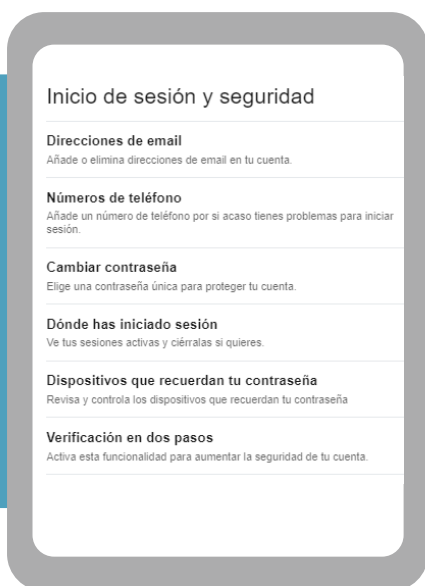 Inicio de sesión y seguridad
Direcciones de email
Añade o elimina direcciones de email en tu cuenta.
Números de teléfono
Añade un número de teléfono por si acaso tienes problemas para iniciar
sesión.
Cambiar contraseña
Elige una contraseña única para proteger tu cuenta.
Dónde has iniciado sesión
Ve tus sesiones activas y ciérralas si quieres.
Dispositivos que recuerdan tu contraseña
Revisa y controla los dispositivos que recuerdan tu contraseña
Verificación en dos pasos
Activa esta funcionalidad para aumentar la seguridad de tu cuenta.